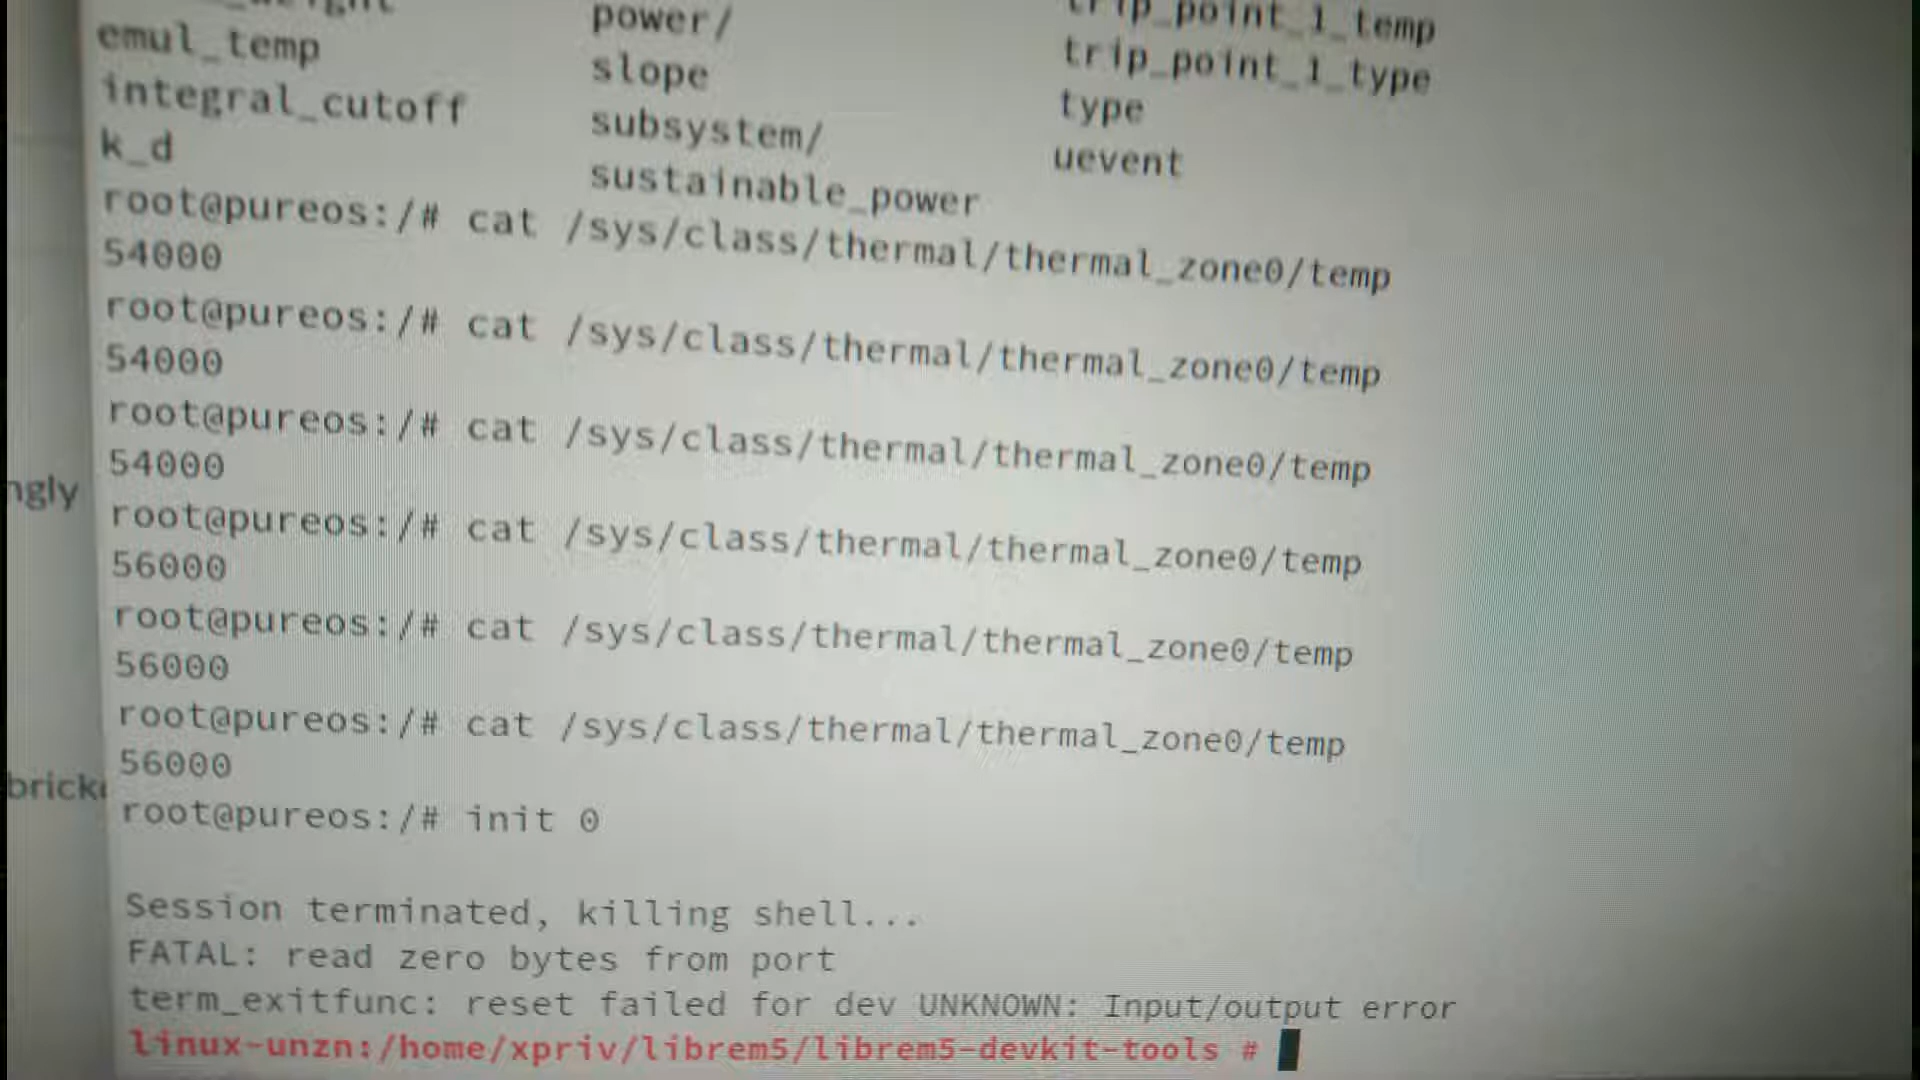 power/ trip_point_1_temp
emul_temp slope trip_point_1_type
integral_cutoff subsystem/ type
k_d sustainable_power uevent
root@pureos:/# cat /sys/class/thermal/thermal_zone0/temp
54000
root@pureos:/# cat /sys/class/thermal/thermal_zone0/temp
54000
root@pureos:/# cat /sys/class/thermal/thermal_zone0/temp
54000
ngly
root@pureos:/# cat /sys/class/thermal/thermal_zone0/temp
56000
root@pureos:/# cat /sys/class/thermal/thermal_zone0/temp
56000
root@pureos:/# cat /sys/class/thermal/thermal_zone0/temp
56000
brick
root@pureos:/# init 0
Session terminated, killing shell...
FATAL: read zero bytes from port
term_exitfunc: reset failed for dev UNKNOWN: Input/output error
linux-unzn:/home/xpriv/librem5/librem5-devkit-tools #